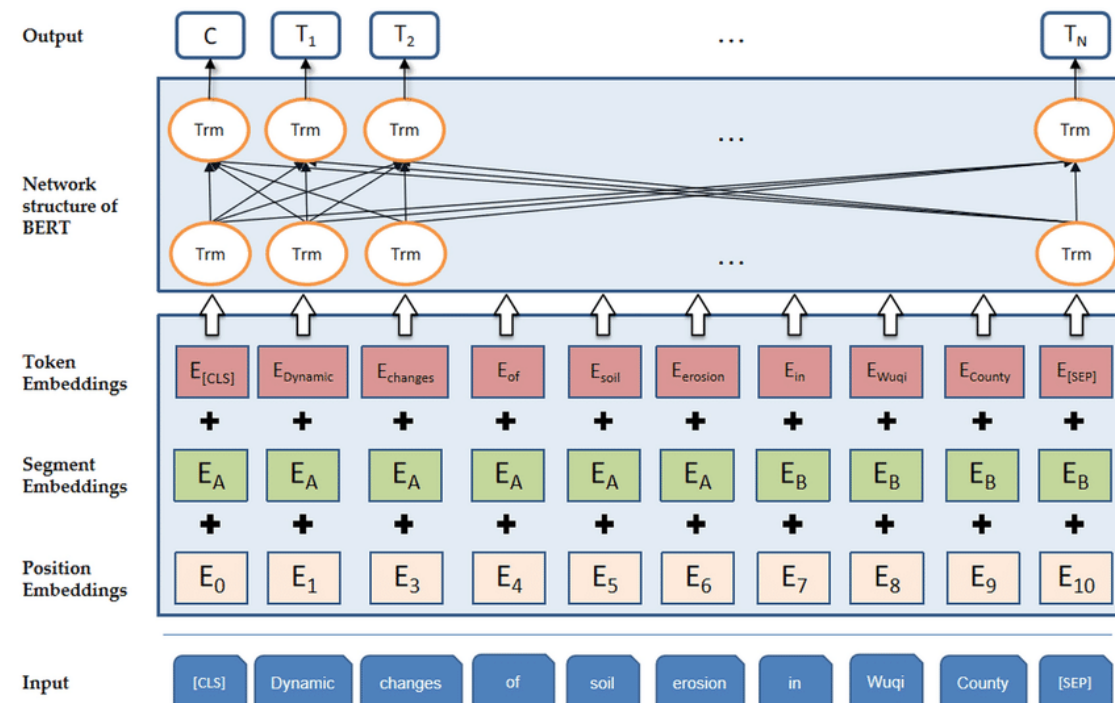 Output
C T1 T2 ... TN
Trm Trm Trm ... Trm
Network
structure of
BERT
Trm Trm Trm ... Trm
Token
Embeddings
E[CLS] EDynamic Echanges Eof Esoil Eerosion Ein EWuqi ECounty E[SEP]
+ + + + + + + + + +
Segment
Embeddings
EA EA EA EA EA EA EB EB EB EB
+ + + + + + + + + +
Position
Embeddings
E0 E1 E3 E4 E5 E6 E7 E8 E9 E10
Input
[CLS] Dynamic changes of soil erosion in Wuqi County [SEP]